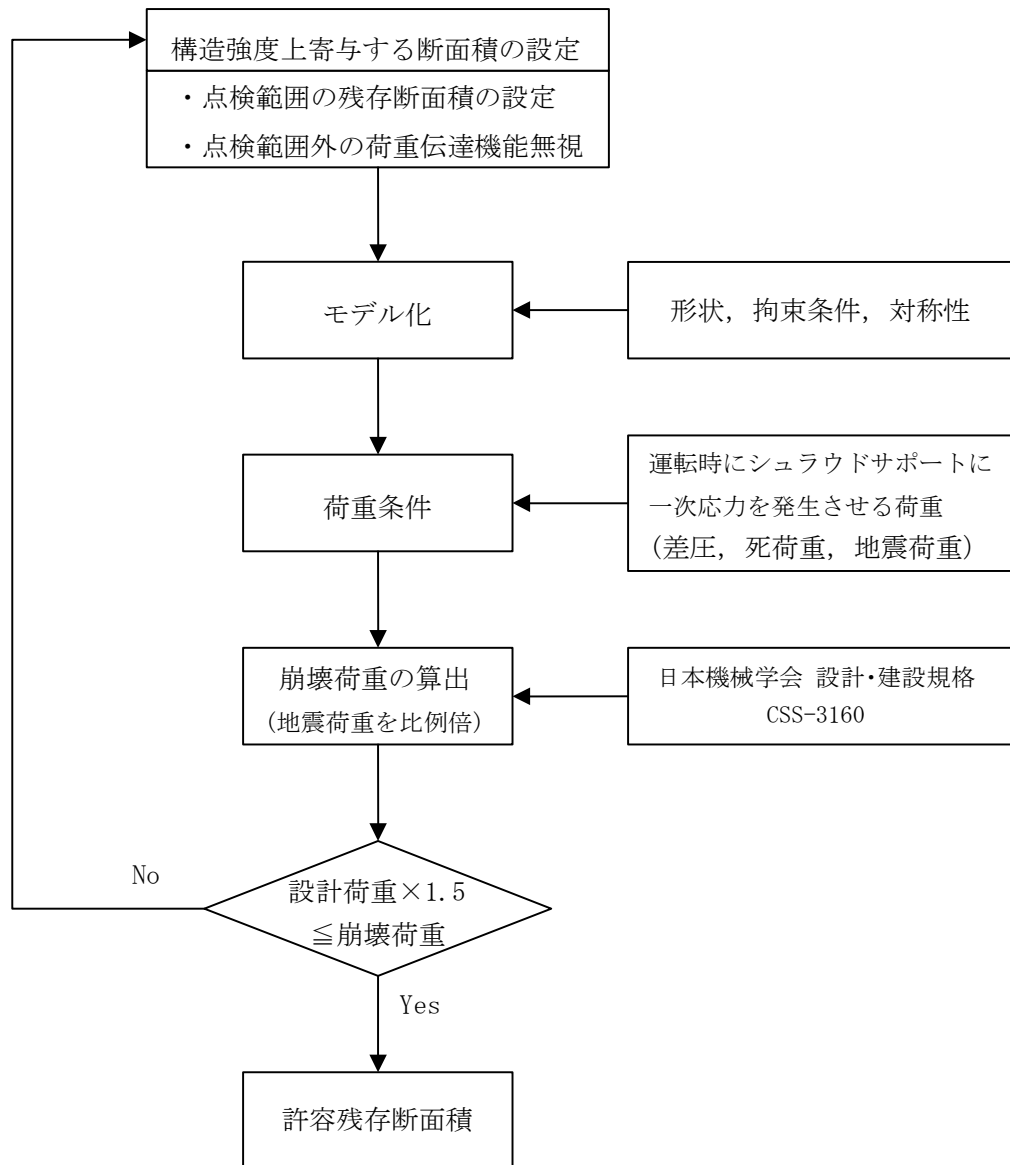 構造強度上寄与する断面積の設定
・点検範囲の残存断面積の設定
・点検範囲外の荷重伝達機能無視
モデル化
形状, 拘束条件, 対称性
荷重条件
運転時にシュラウドサポートに
一次応力を発生させる荷重
(差圧, 死荷重, 地震荷重)
崩壊荷重の算出
(地震荷重を比例倍)
日本機械学会 設計・建設規格
CSS-3160
No
設計荷重×1.5
≦崩壊荷重
Yes
許容残存断面積